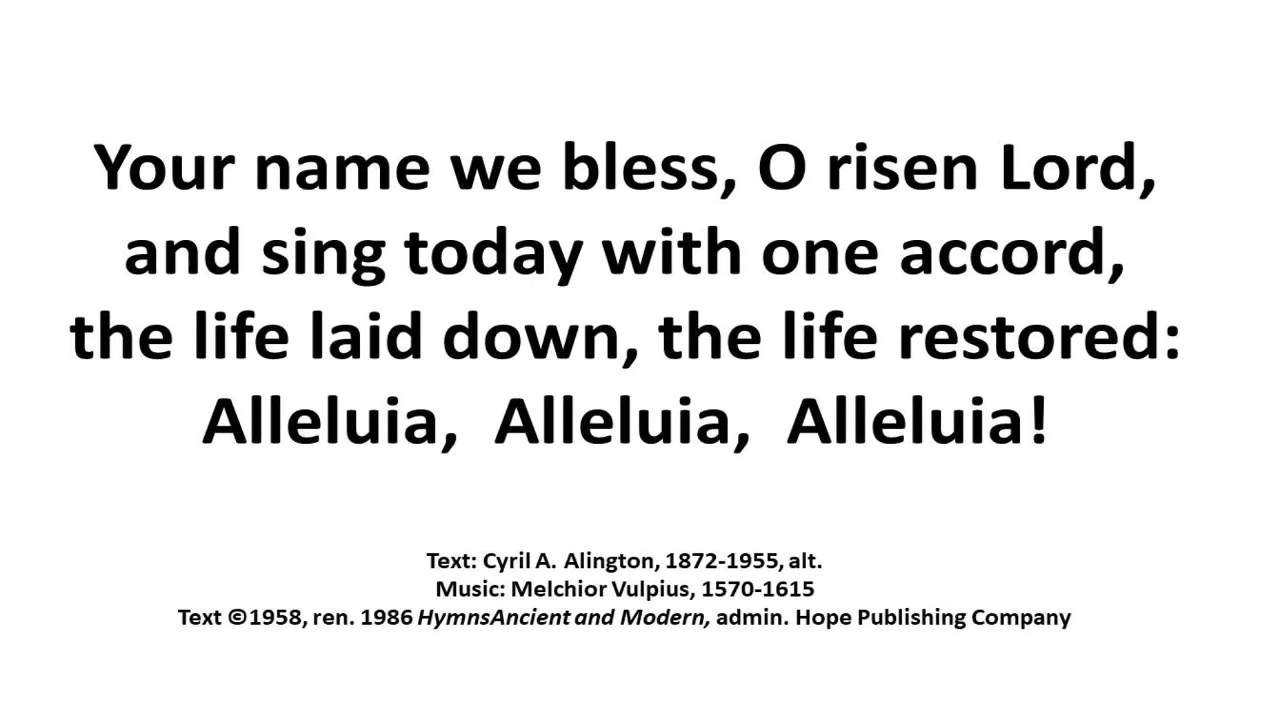 Your name we bless, O risen Lord,
and sing today with one accord,
the life laid down, the life restored:
Alleluia, Alleluia, Alleluia!
Text: Cyril A. Alington, 1872-1955, alt.
Music: Melchior Vulpius, 1570-1615
Text ©1958, ren. 1986 HymnsAncient and Modern, admin. Hope Publishing Company